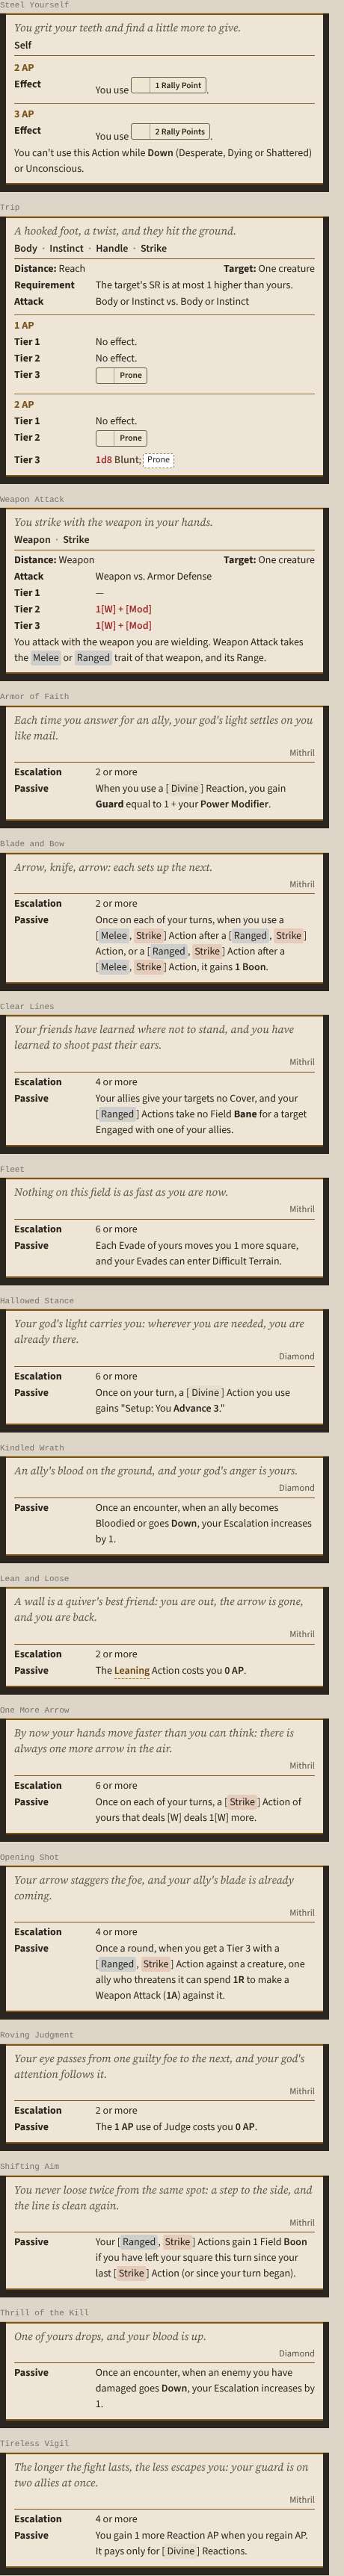 Steel Yourself
You grit your teeth and find a little more to give.
Self
2 AP
Effect You use 1 Rally Point.
3 AP
Effect You use 2 Rally Points.
You can't use this Action while Down (Desperate, Dying or Shattered)
or Unconscious.
Trip
A hooked foot, a twist, and they hit the ground.
Body · Instinct · Handle · Strike
Distance: Reach Target: One creature
Requirement The target's SR is at most 1 higher than yours.
Attack Body or Instinct vs. Body or Instinct
1 AP
Tier 1 No effect.
Tier 2 No effect.
Tier 3 Prone
2 AP
Tier 1 No effect.
Tier 2 Prone
Tier 3 1d8 Blunt; Prone
Weapon Attack
You strike with the weapon in your hands.
Weapon · Strike
Distance: Weapon Target: One creature
Attack Weapon vs. Armor Defense
Tier 1 —
Tier 2 1[W] + [Mod]
Tier 3 1[W] + [Mod]
You attack with the weapon you are wielding. Weapon Attack takes
the Melee or Ranged trait of that weapon, and its Range.
Armor of Faith
Each time you answer for an ally, your god's light settles on you
like mail.
Mithril
Escalation 2 or more
Passive When you use a [ Divine ] Reaction, you gain
Guard equal to 1 + your Power Modifier.
Blade and Bow
Arrow, knife, arrow: each sets up the next.
Mithril
Escalation 2 or more
Passive Once on each of your turns, when you use a
[ Melee , Strike ] Action after a [ Ranged , Strike ]
Action, or a [ Ranged , Strike ] Action after a
[ Melee , Strike ] Action, it gains 1 Boon.
Clear Lines
Your friends have learned where not to stand, and you have
learned to shoot past their ears.
Mithril
Escalation 4 or more
Passive Your allies give your targets no Cover, and your
[ Ranged ] Actions take no Field Bane for a target
Engaged with one of your allies.
Fleet
Nothing on this field is as fast as you are now.
Mithril
Escalation 6 or more
Passive Each Evade of yours moves you 1 more square,
and your Evades can enter Difficult Terrain.
Hallowed Stance
Your god's light carries you: wherever you are needed, you are
already there.
Diamond
Escalation 6 or more
Passive Once on your turn, a [ Divine ] Action you use
gains "Setup: You Advance 3."
Kindled Wrath
An ally's blood on the ground, and your god's anger is yours.
Diamond
Passive Once an encounter, when an ally becomes
Bloodied or goes Down, your Escalation increases
by 1.
Lean and Loose
A wall is a quiver's best friend: you are out, the arrow is gone,
and you are back.
Mithril
Escalation 2 or more
Passive The Leaning Action costs you 0 AP.
One More Arrow
By now your hands move faster than you can think: there is
always one more arrow in the air.
Mithril
Escalation 6 or more
Passive Once on each of your turns, a [ Strike ] Action of
yours that deals [W] deals 1[W] more.
Opening Shot
Your arrow staggers the foe, and your ally's blade is already
coming.
Mithril
Escalation 4 or more
Passive Once a round, when you get a Tier 3 with a
[ Ranged , Strike ] Action against a creature, one
ally who threatens it can spend 1R to make a
Weapon Attack (1A) against it.
Roving Judgment
Your eye passes from one guilty foe to the next, and your god's
attention follows it.
Mithril
Escalation 2 or more
Passive The 1 AP use of Judge costs you 0 AP.
Shifting Aim
You never loose twice from the same spot: a step to the side, and
the line is clean again.
Mithril
Passive Your [ Ranged , Strike ] Actions gain 1 Field Boon
if you have left your square this turn since your
last [ Strike ] Action (or since your turn began).
Thrill of the Kill
One of yours drops, and your blood is up.
Diamond
Passive Once an encounter, when an enemy you have
damaged goes Down, your Escalation increases by
1.
Tireless Vigil
The longer the fight lasts, the less escapes you: your guard is on
two allies at once.
Mithril
Escalation 4 or more
Passive You gain 1 more Reaction AP when you regain AP.
It pays only for [ Divine ] Reactions.